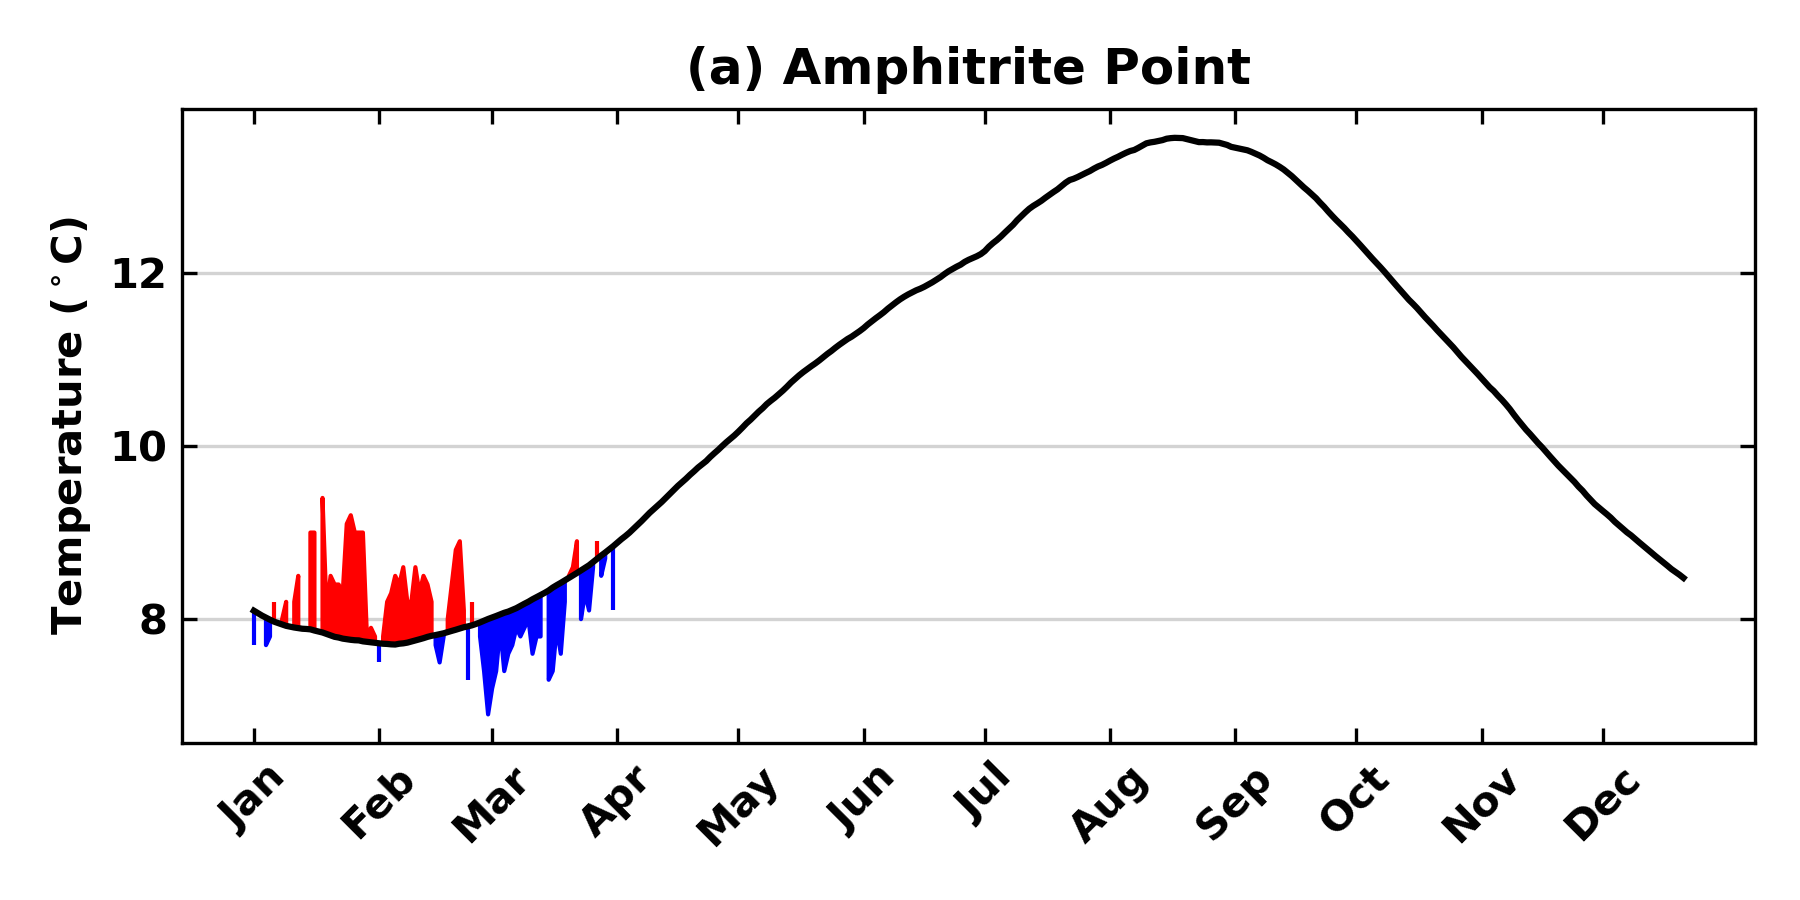 (a) Amphitrite Point
Temperature (°C)
12
10
8
Jan Feb Mar Apr May Jun Jul Aug Sep Oct Nov Dec